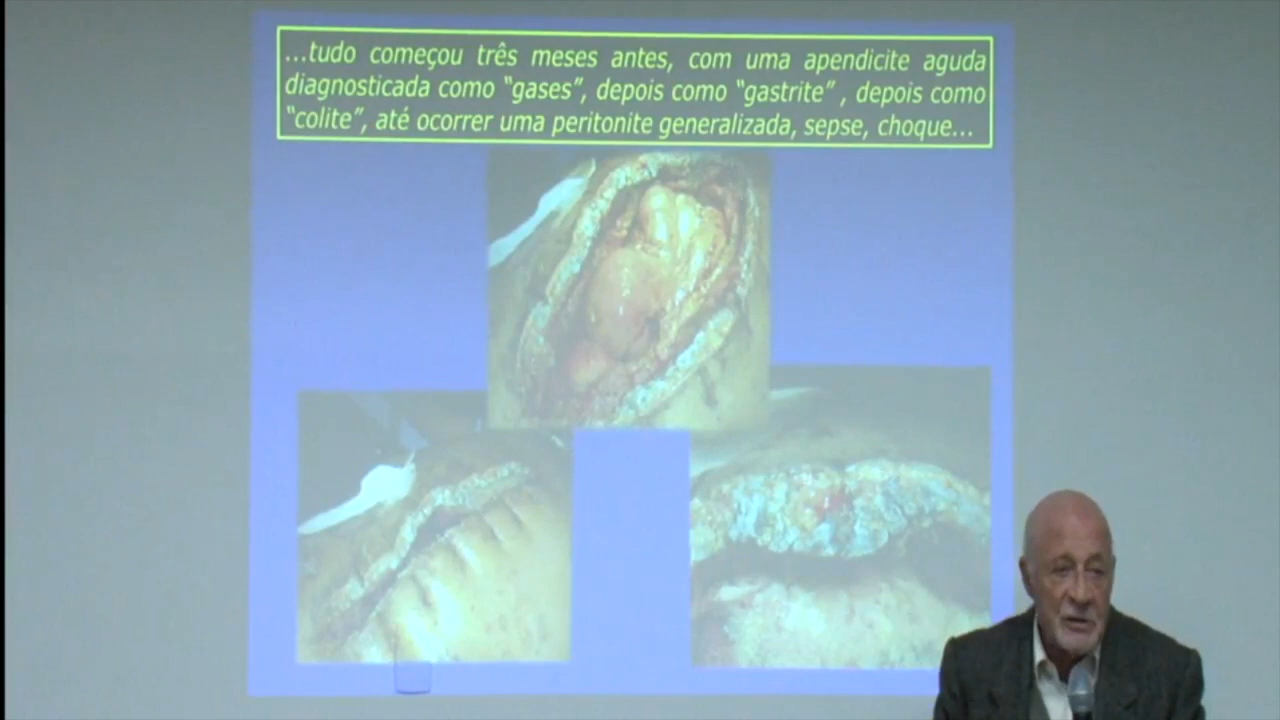 ...tudo começou três meses antes, com uma apendicite aguda
diagnosticada como “gases”, depois como “gastrite” , depois como
“colite”, até ocorrer uma peritonite generalizada, sepse, choque...